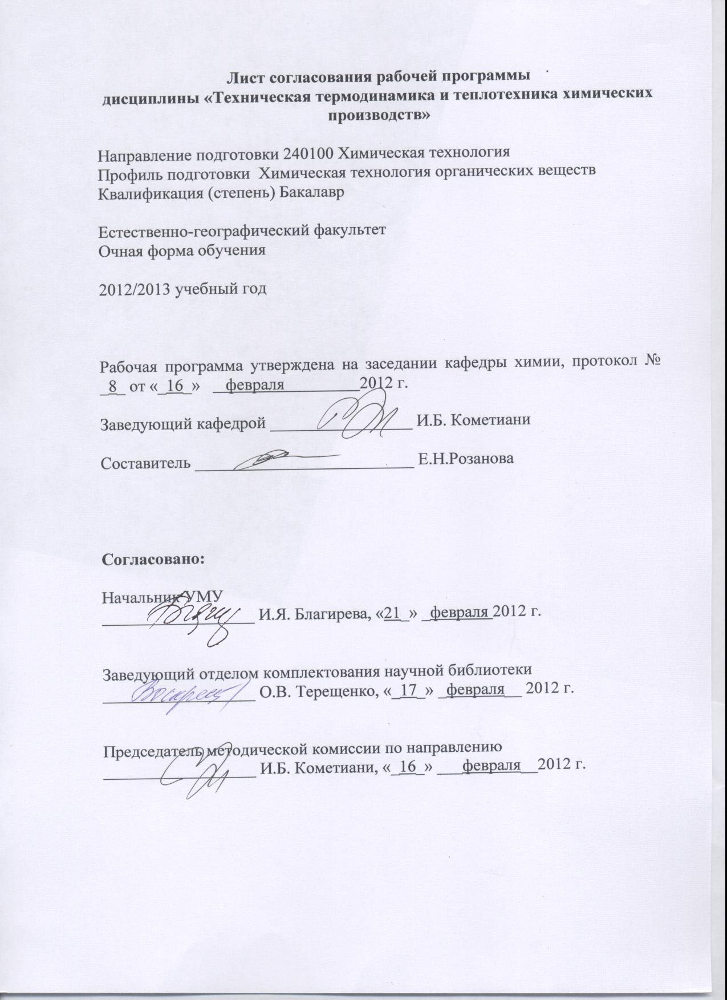 Лист согласования рабочей программы
дисциплины «Техническая термодинамика и теплотехника химических
производств»
Направление подготовки 240100 Химическая технология
Профиль подготовки Химическая технология органических веществ
Квалификация (степень) Бакалавр
Естественно-географический факультет
Очная форма обучения
2012/2013 учебный год
Рабочая программа утверждена на заседании кафедры химии, протокол №
_8_ от «_16_» __февраля__________2012 г.
Заведующий кафедрой _________________ И.Б. Кометиани
Составитель __________________________ Е.Н.Розанова
Согласовано:
Начальник УМУ
__________________ И.Я. Благирева, «21_» _февраля 2012 г.
Заведующий отделом комплектования научной библиотеки
__________________ О.В. Терещенко, «_17_» _февраля__ 2012 г.
Председатель методической комиссии по направлению
__________________ И.Б. Кометиани, «_16_» ___февраля__2012 г.